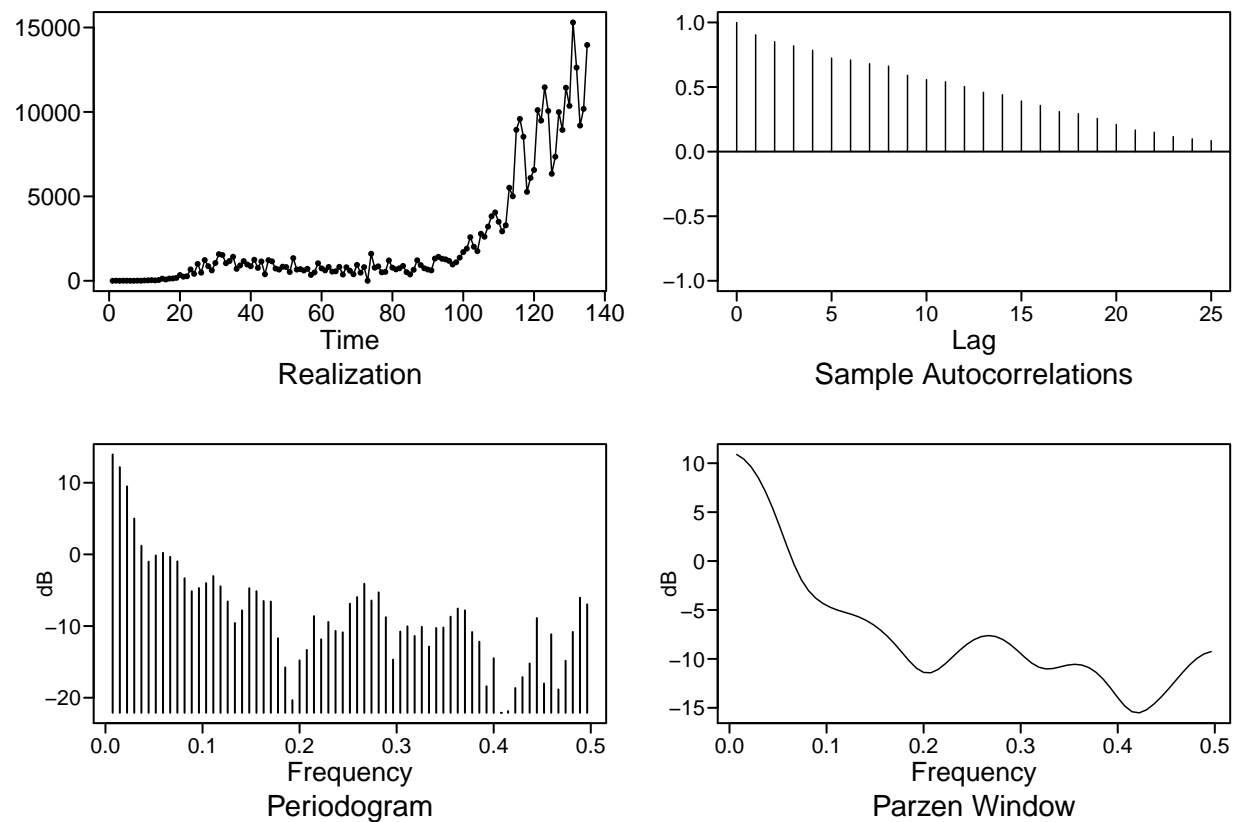 15000
10000
5000
0
0 20 40 60 80 100 120 140
Time
Realization
1.0
0.5
0.0
−0.5
−1.0
0 5 10 15 20 25
Lag
Sample Autocorrelations
dB
10
0
−10
−20
0.0 0.1 0.2 0.3 0.4 0.5
Frequency
Periodogram
dB
10
5
0
−5
−10
−15
0.0 0.1 0.2 0.3 0.4 0.5
Frequency
Parzen Window